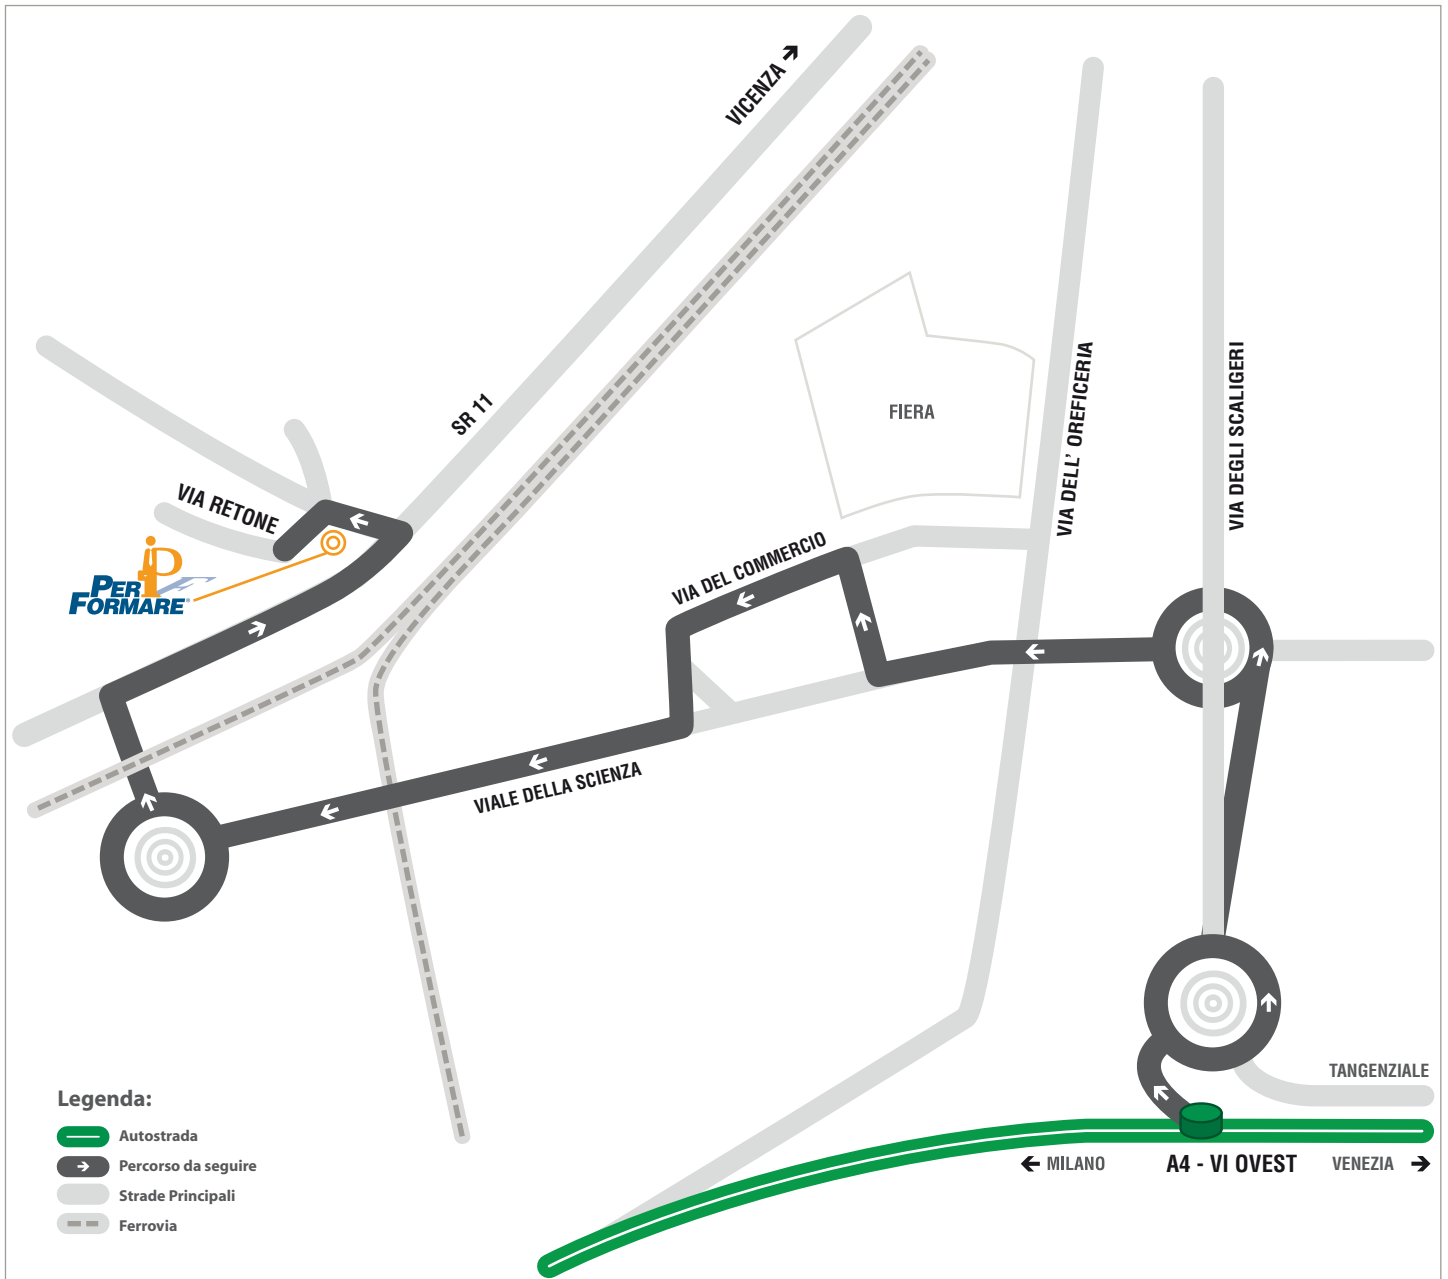 VICENZA
SR 11
FIERA
VIA DELL' OREFICERIA
VIA DEGLI SCALIGERI
VIA RETONE
PER
FORMARE
VIA DEL COMMERCIO
VIALE DELLA SCIENZA
TANGENZIALE
MILANO
A4 - VI OVEST
VENEZIA
Legenda:
Autostrada
Percorso da seguire
Strade Principali
Ferrovia